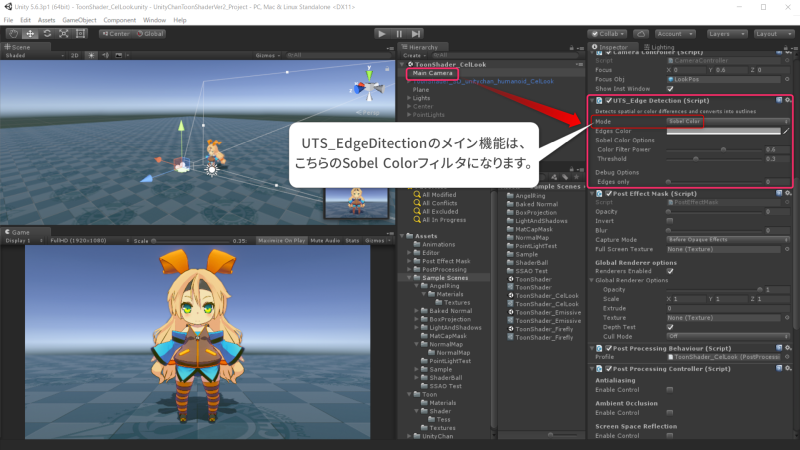 Unity 5.6.3p1 (64bit) - ToonShader_CelLook.unity - UnityChanToonShaderVer2_Project - PC, Mac & Linux Standalone <DX11>
File Edit Assets GameObject Component Window Help
Center Global
Collab Account Layers Layout
Scene
Shaded 2D Gizmos
Hierarchy
Create
ToonShader_CelLook
Main Camera
Plane
Lights
Center
PointLights
UTS_EdgeDitectionのメイン機能は、
こちらのSobel Colorフィルタになります。
All Modified
All Conflicts
All Excluded
All In Progress
Assets
Animations
Editor
Post Effect Mask
PostProcessing
Sample Scenes
AngelRing
Materials
Textures
Baked Normal
BoxProjection
LightAndShadows
MatCapMask
NormalMap
NormalMap
PointLightTest
Sample
ShaderBall
SSAO Test
Toon
Materials
Shader
Tess
Textures
UnityChan
Sample Scenes
AngelRing
Baked Normal
BoxProjection
LightAndShadows
MatCapMask
NormalMap
PointLightTest
Sample
ShaderBall
SSAO Test
ToonShader
ToonShader
ToonShader_CelLook
ToonShader_CelLook
ToonShader_Emissive
ToonShader_Emissive
ToonShader_Firefly
ToonShader_Firefly
Game
Display 1 FullHD (1920x1080) Scale 0.25 Maximize On Play Mute Audio Stats Gizmos
Inspector Lighting
Camera Controller (Script)
Script CameraController
Focus X 0 Y 0.6 Z 0
Focus Obj LookPos
Show Inst Window
UTS_Edge Detection (Script)
Detects spatial or color differences and converts into outlines
Mode Sobel Color
Edges Color
Sobel Color Options
Color Filter Power 0.6
Threshold 0.3
Debug Options
Edges only 0
Post Effect Mask (Script)
Script PostEffectMask
Opacity 0
Invert
Blur 0
Capture Mode Before Opaque Effects
Full Screen Texture None (Texture)
Global Renderer options
Renderers Enabled
Global Renderer Options
Opacity 1
Scale X 1 Y 1 Z 1
Extrude 0
Texture None (Texture)
Depth Test
Cull Mode Off
Post Processing Behaviour (Script)
Profile ToonShader_CelLook (PostProcess
Post Processing Controller (Script)
Antialiasing
Enable Control
Ambient Occlusion
Enable Control
Screen Space Reflection
Enable Control